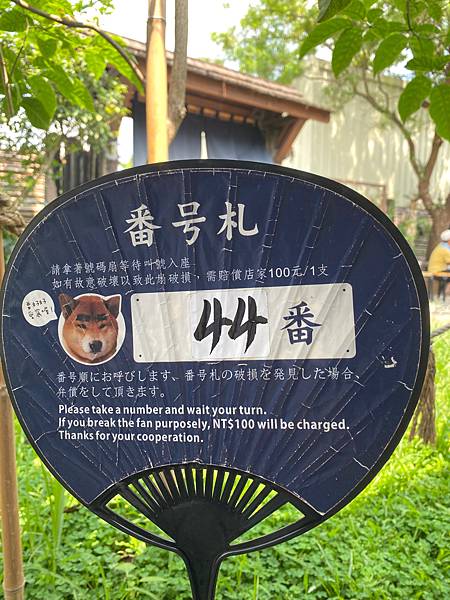 番号札
請拿著號碼扇等待叫號入座
如有故意破壞以致此扇破損，需賠償店家100元/1支
44番
番号順にお呼びします、番号札の破損を発見した場合、
弁償をして頂きます。
Please take a number and wait your turn.
If you break the fan purposely, NT$100 will be charged.
Thanks for your cooperation.